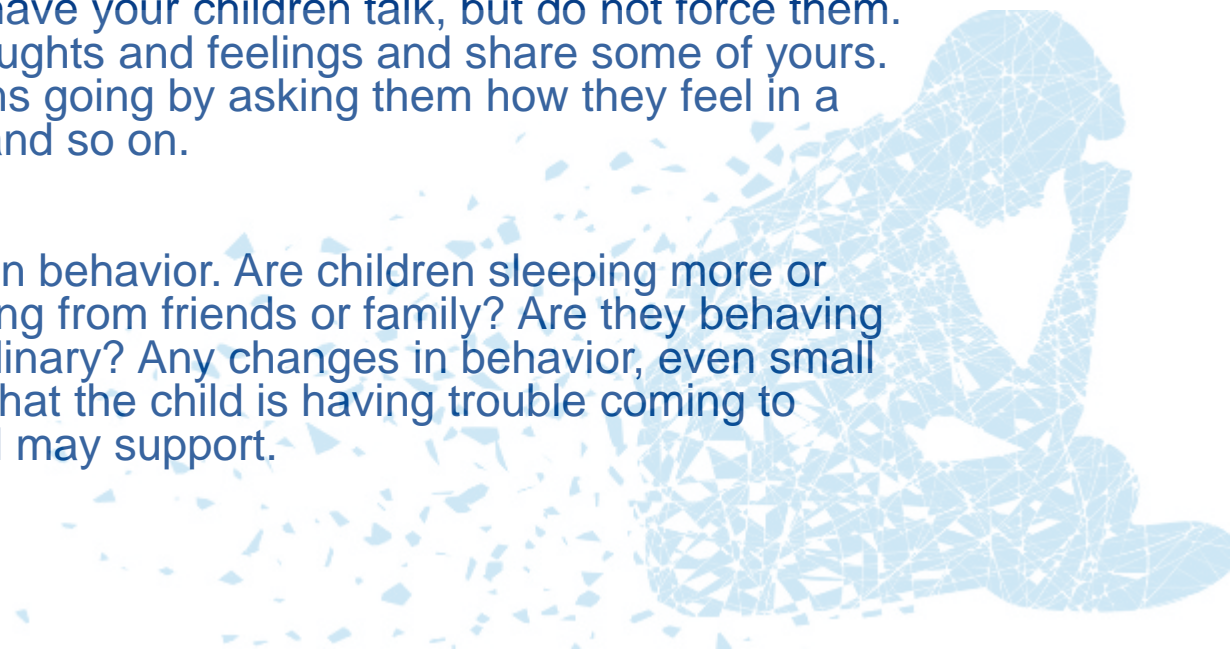 have your children talk, but do not force them.
ughts and feelings and share some of yours.
ns going by asking them how they feel in a
and so on.
n behavior. Are children sleeping more or
ng from friends or family? Are they behaving
linary? Any changes in behavior, even small
hat the child is having trouble coming to
may support.